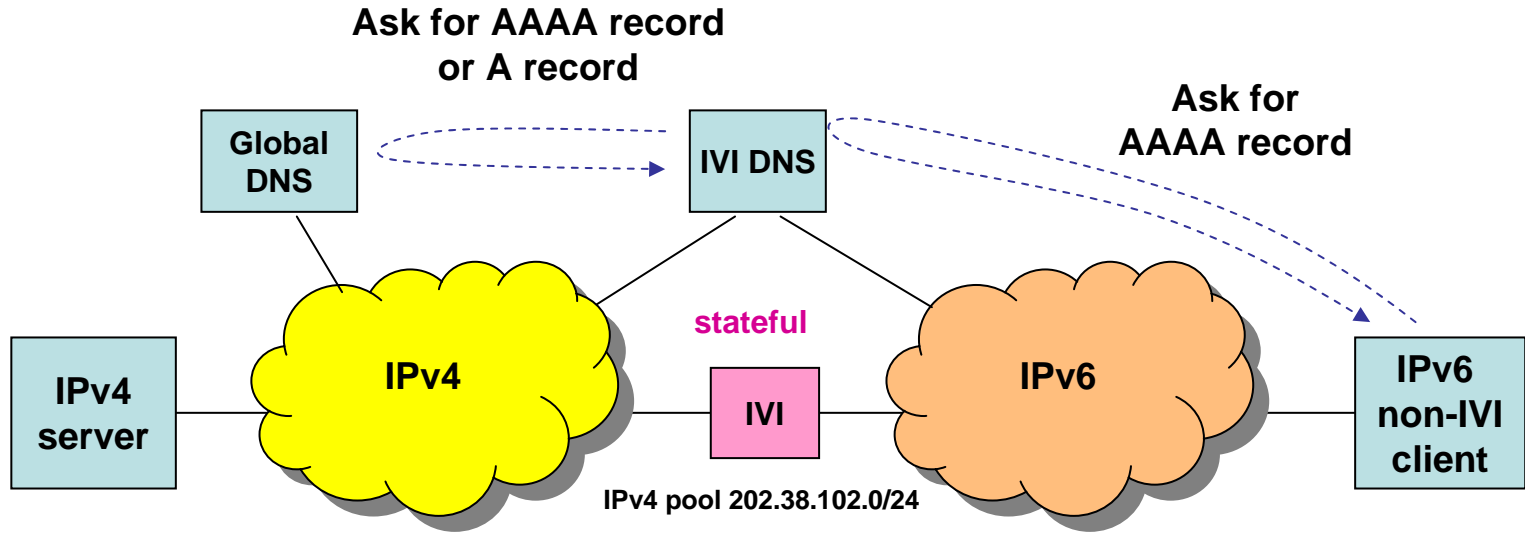 Ask for AAAA record
or A record
Ask for
AAAA record
Global
DNS
IVI DNS
stateful
IPv4
server
IPv4
IVI
IPv6
IPv6
non-IVI
client
IPv4 pool 202.38.102.0/24